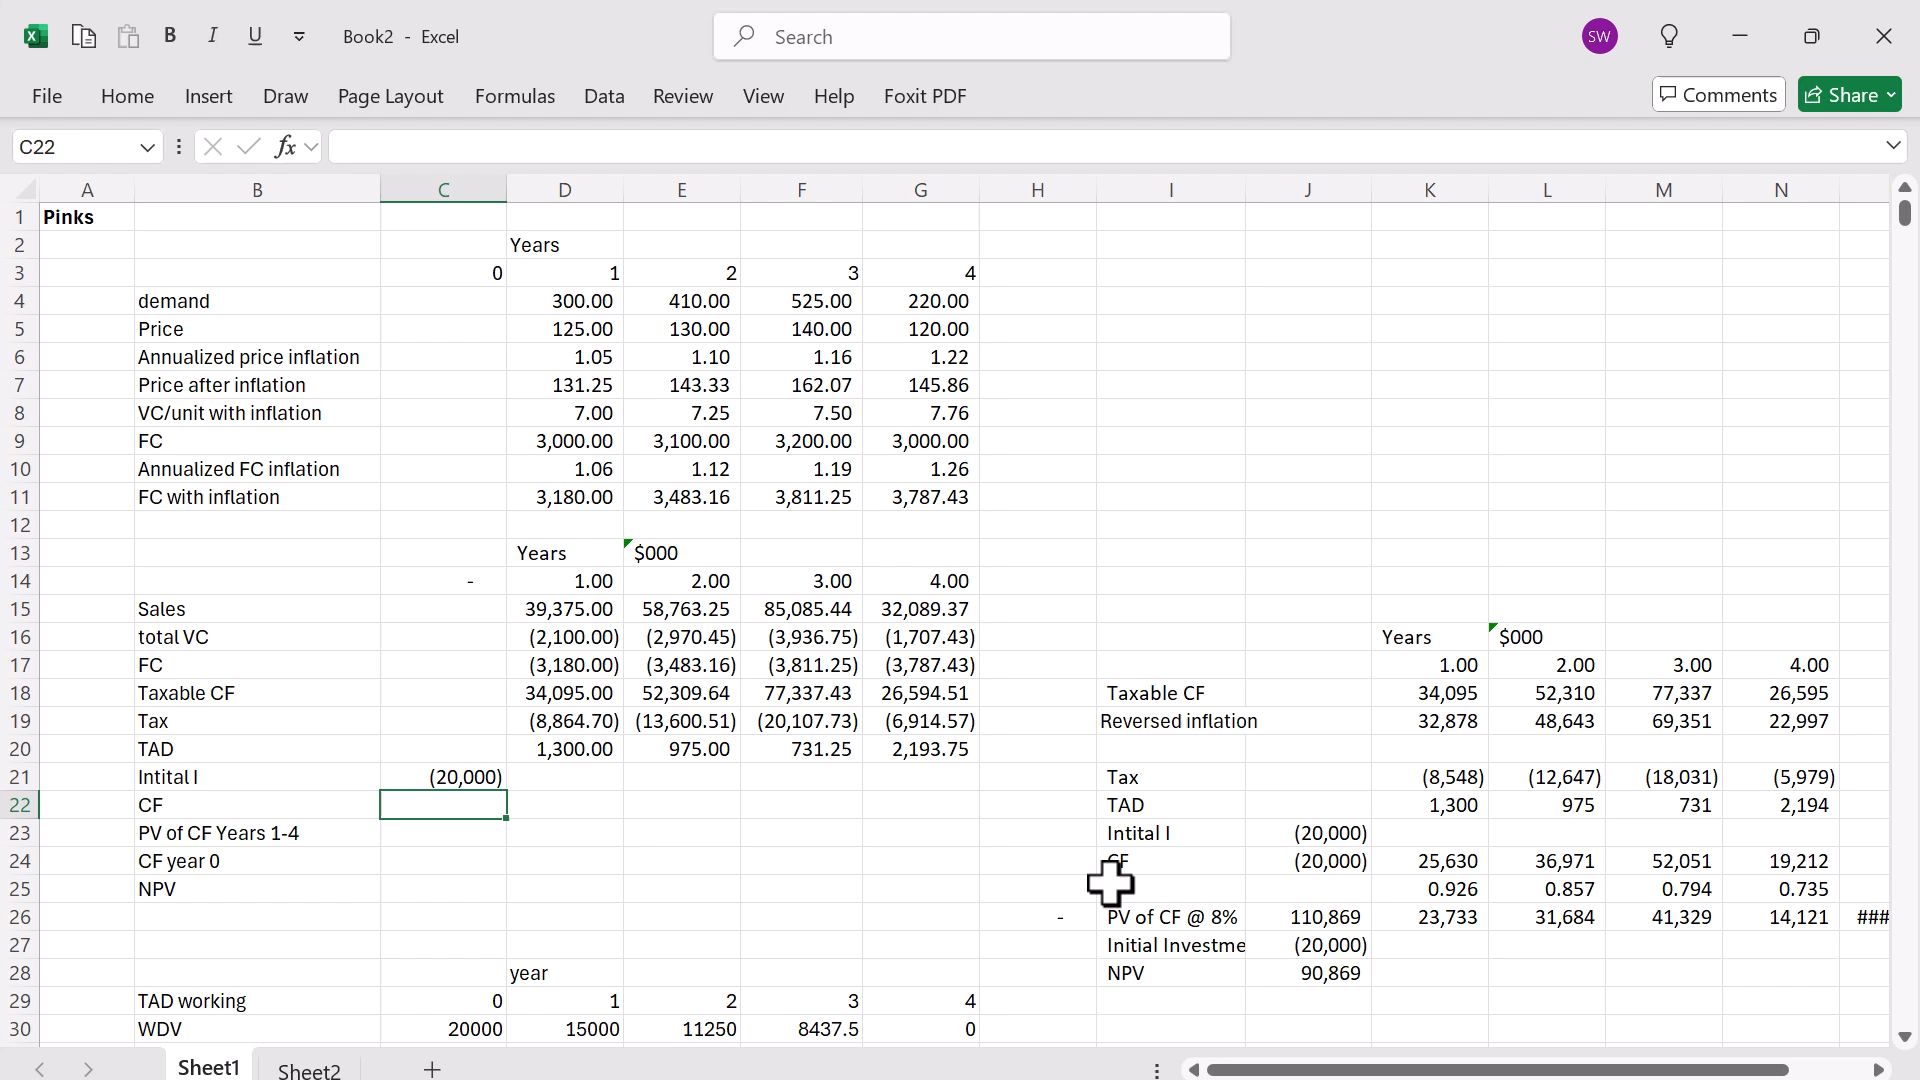 B I U Book2 - Excel Search SW
File Home Insert Draw Page Layout Formulas Data Review View Help Foxit PDF Comments Share
C22 fx
A B C D E F G H I J K L M N
1 Pinks
2 Years
3 0 1 2 3 4
4 demand 300.00 410.00 525.00 220.00
5 Price 125.00 130.00 140.00 120.00
6 Annualized price inflation 1.05 1.10 1.16 1.22
7 Price after inflation 131.25 143.33 162.07 145.86
8 VC/unit with inflation 7.00 7.25 7.50 7.76
9 FC 3,000.00 3,100.00 3,200.00 3,000.00
10 Annualized FC inflation 1.06 1.12 1.19 1.26
11 FC with inflation 3,180.00 3,483.16 3,811.25 3,787.43
12
13 Years $000
14 - 1.00 2.00 3.00 4.00
15 Sales 39,375.00 58,763.25 85,085.44 32,089.37
16 total VC (2,100.00) (2,970.45) (3,936.75) (1,707.43) Years $000
17 FC (3,180.00) (3,483.16) (3,811.25) (3,787.43) 1.00 2.00 3.00 4.00
18 Taxable CF 34,095.00 52,309.64 77,337.43 26,594.51 Taxable CF 34,095 52,310 77,337 26,595
19 Tax (8,864.70) (13,600.51) (20,107.73) (6,914.57) Reversed inflation 32,878 48,643 69,351 22,997
20 TAD 1,300.00 975.00 731.25 2,193.75
21 Intital I (20,000) Tax (8,548) (12,647) (18,031) (5,979)
22 CF TAD 1,300 975 731 2,194
23 PV of CF Years 1-4 Intital I (20,000)
24 CF year 0 CF (20,000) 25,630 36,971 52,051 19,212
25 NPV 0.926 0.857 0.794 0.735
26 - PV of CF @ 8% 110,869 23,733 31,684 41,329 14,121 ###
27 Initial Investme (20,000)
28 year NPV 90,869
29 TAD working 0 1 2 3 4
30 WDV 20000 15000 11250 8437.5 0
Sheet1 Sheet2 +